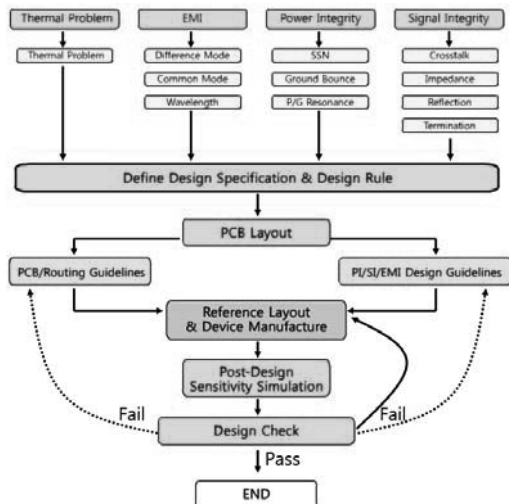 Thermal Problem
EMI
Power Integrity
Signal Integrity
Thermal Problem
Difference Mode
SSN
Crosstalk
Common Mode
Ground Bounce
Impedance
Wavelength
P/G Resonance
Reflection
Termination
Define Design Specification & Design Rule
PCB Layout
PCB/Routing Guidelines
PI/SI/EMI Design Guidelines
Reference Layout
& Device Manufacture
Post-Design
Sensitivity Simulation
Fail
Fail
Design Check
Pass
END